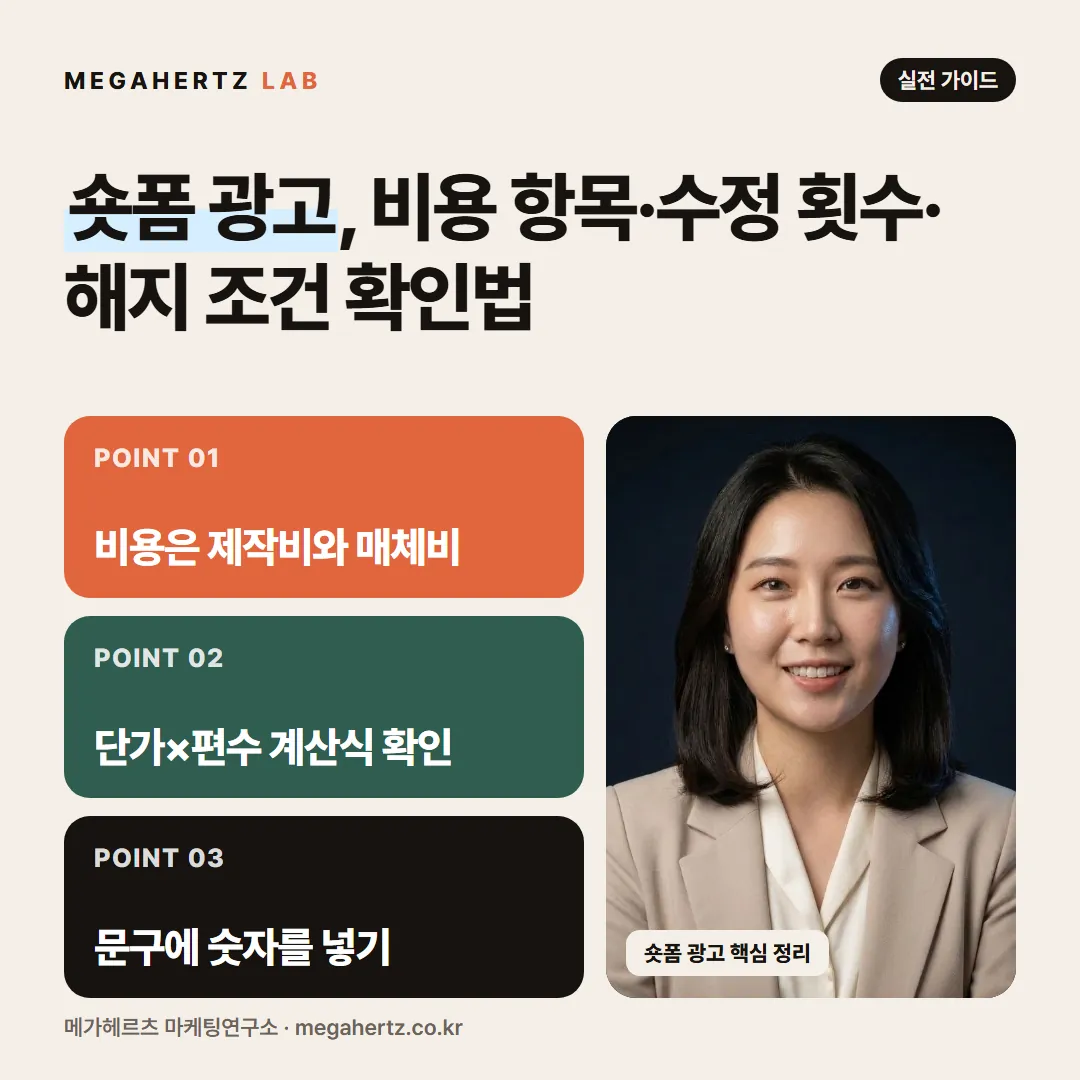 MEGAHERTZ LAB
실전 가이드
숏폼 광고, 비용 항목·수정 횟수·
해지 조건 확인법
POINT 01
비용은 제작비와 매체비
POINT 02
단가×편수 계산식 확인
POINT 03
문구에 숫자를 넣기
숏폼 광고 핵심 정리
메가헤르츠 마케팅연구소 · megahertz.co.kr